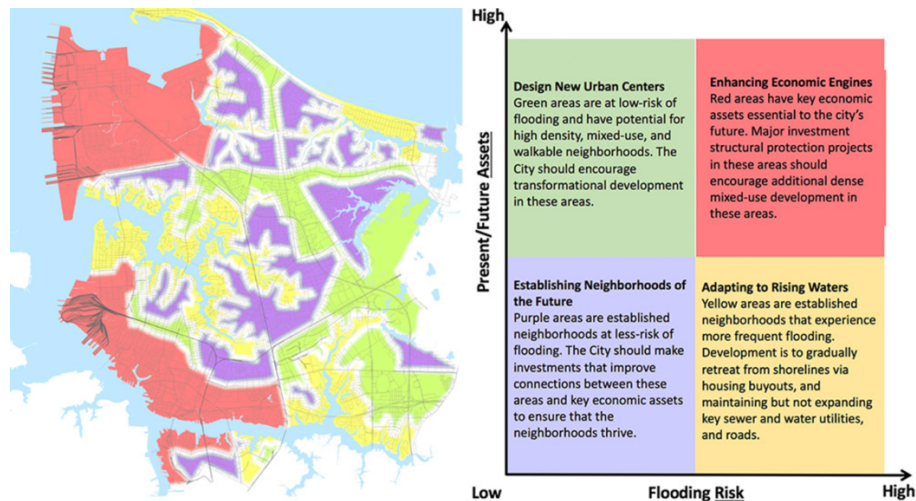 High
Present/Future Assets
Design New Urban Centers
Green areas are at low-risk of
flooding and have potential for
high density, mixed-use, and
walkable neighborhoods. The
City should encourage
transformational development
in these areas.
Enhancing Economic Engines
Red areas have key economic
assets essential to the city's
future. Major investment
structural protection projects
in these areas should
encourage additional dense
mixed-use development in
these areas.
Establishing Neighborhoods of
the Future
Purple areas are established
neighborhoods at less-risk of
flooding. The City should make
investments that improve
connections between these
areas and key economic assets
to ensure that the
neighborhoods thrive.
Adapting to Rising Waters
Yellow areas are established
neighborhoods that experience
more frequent flooding.
Development is to gradually
retreat from shorelines via
housing buyouts, and
maintaining but not expanding
key sewer and water utilities,
and roads.
Low
Flooding Risk
High